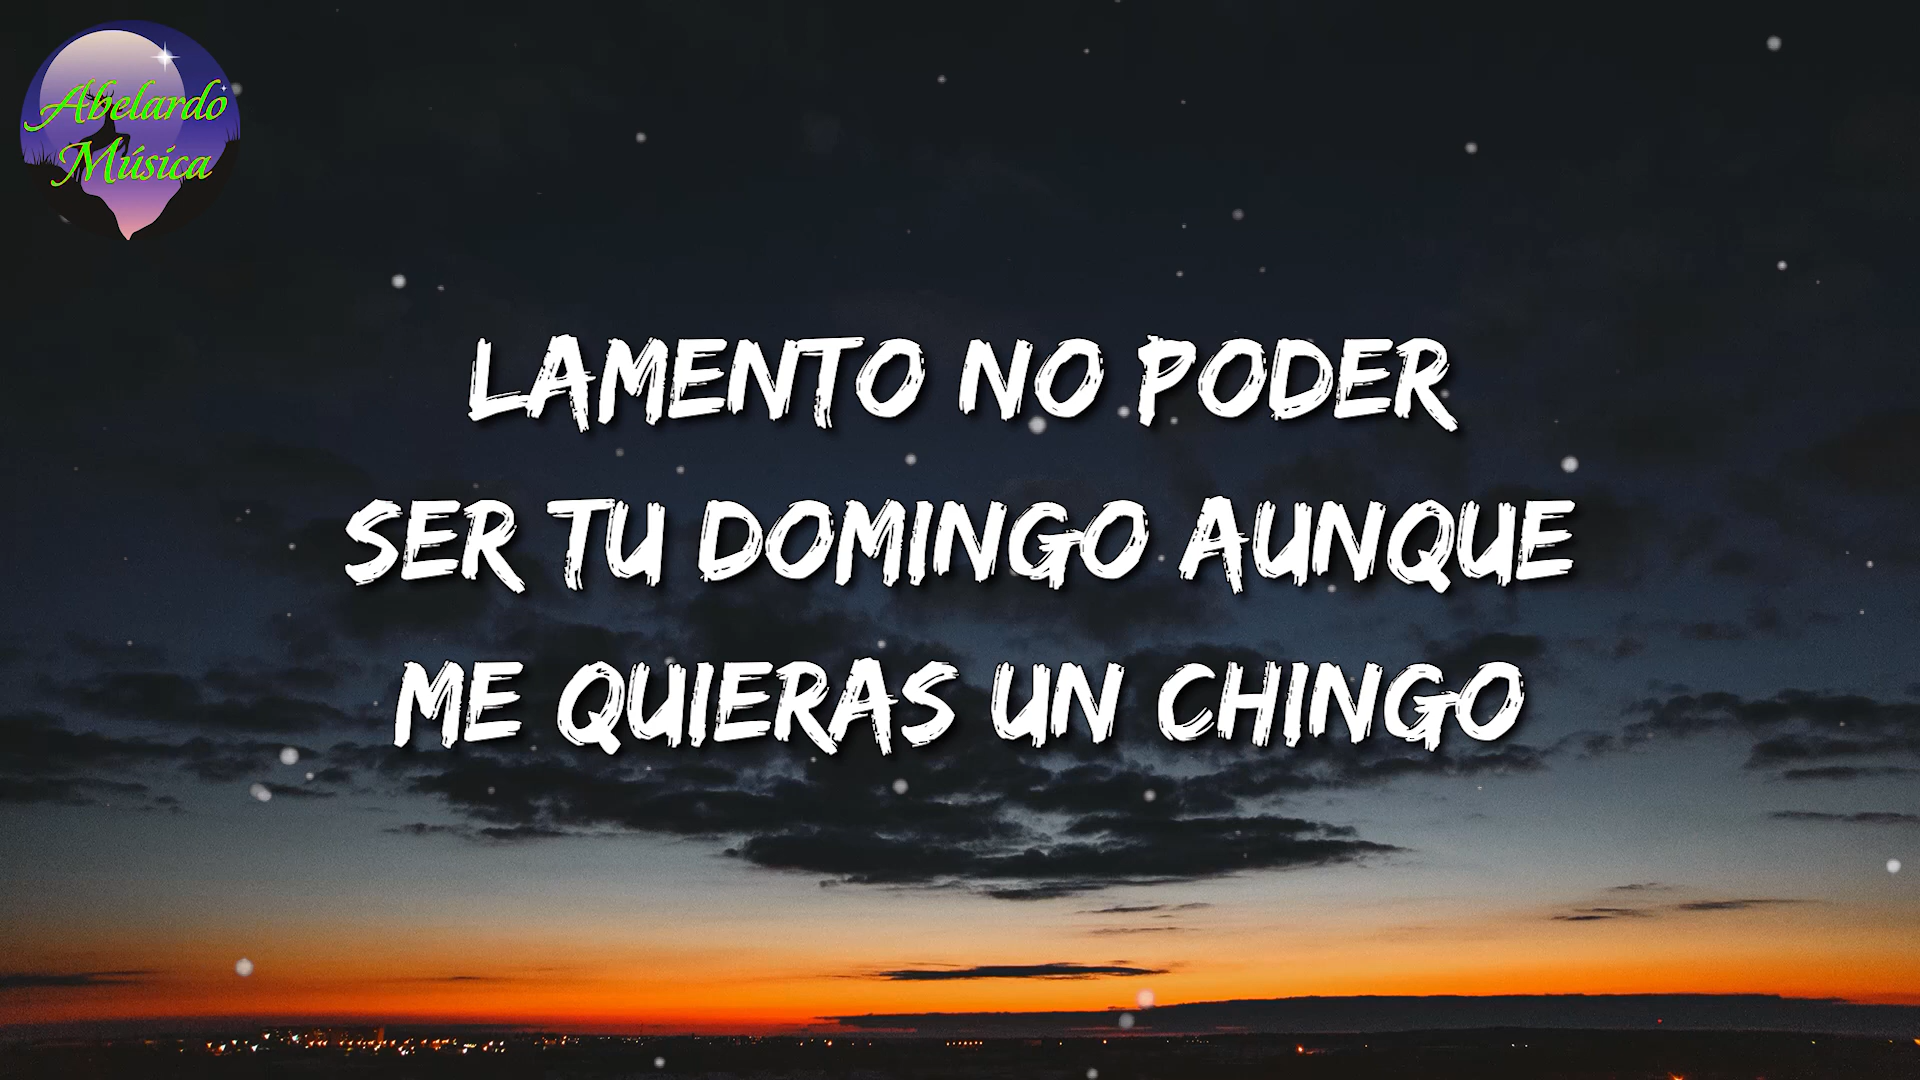 Abelardo
Música
LAMENTO NO PODER
SER TU DOMINGO AUNQUE
ME QUIERAS UN CHINGO